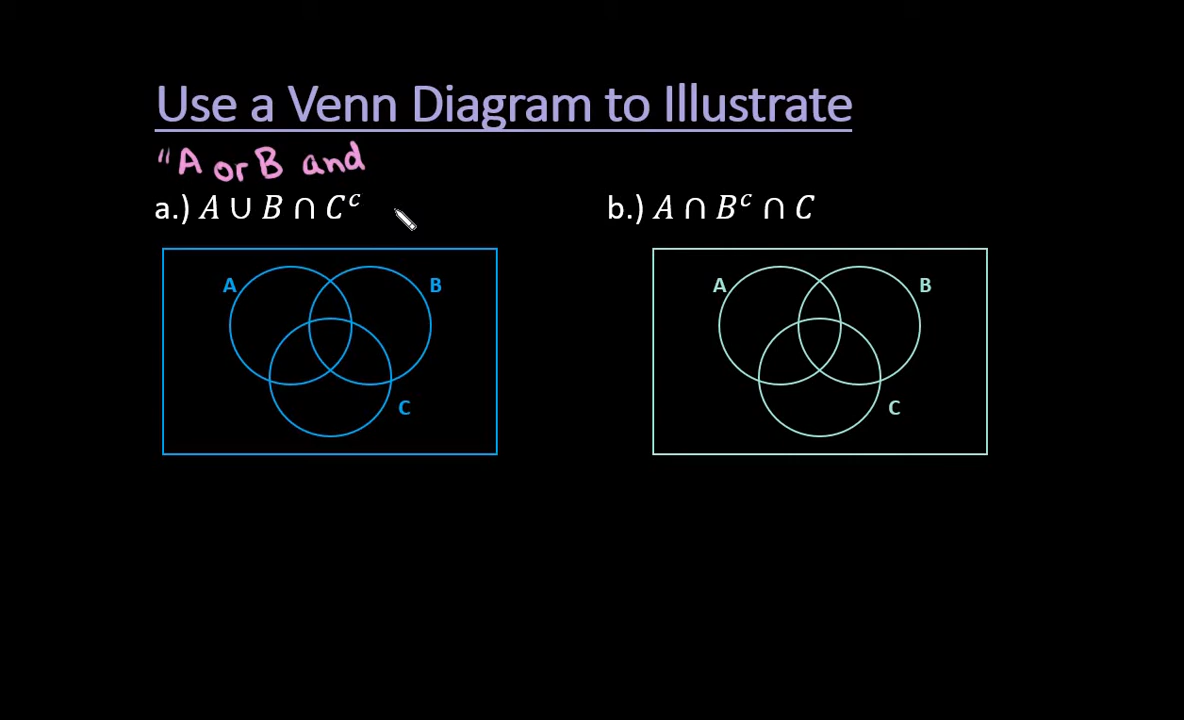 Use a Venn Diagram to Illustrate
"A or B and
a.) A ∪ B ∩ Cᶜ
b.) A ∩ Bᶜ ∩ C
A B
C
A B
C